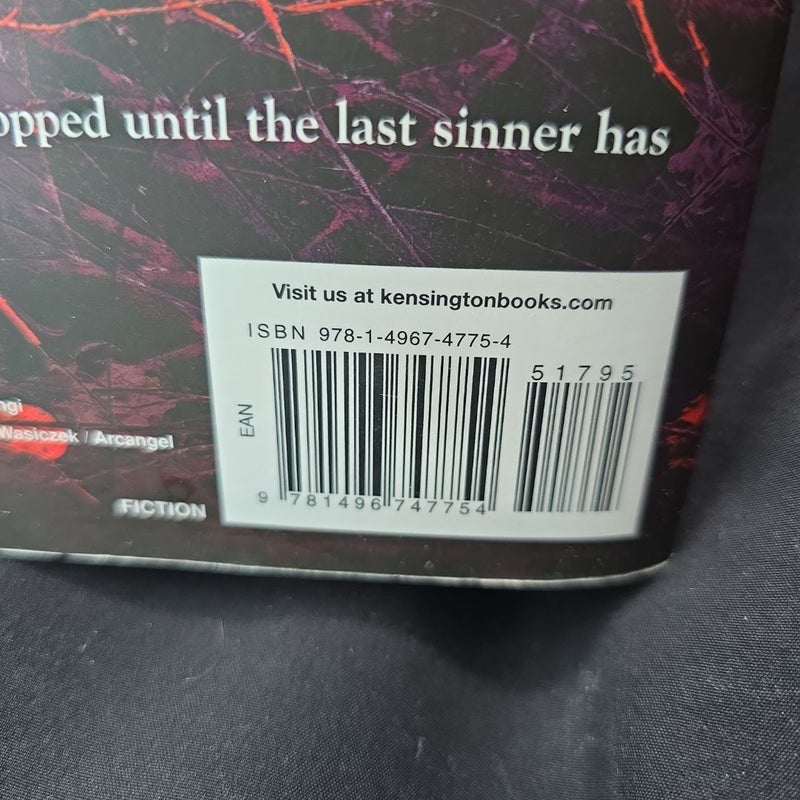 opped until the last sinner has
Visit us at kensingtonbooks.com
ISBN 978-1-4967-4775-4
51795
EAN
9 781496 747754
ngi
Wasiczek / Arcangel
FICTION